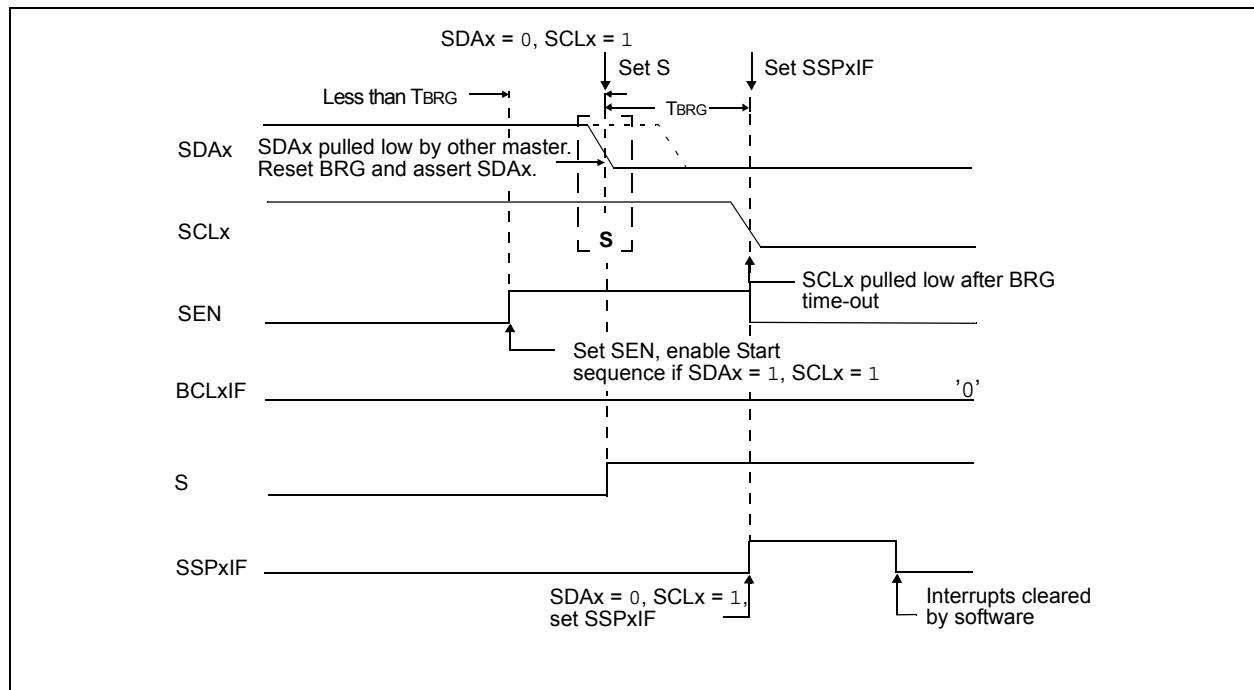 SDAx = 0, SCLx = 1
Set S
Set SSPxIF
Less than TBRG
TBRG
SDAx
SDAx pulled low by other master.
Reset BRG and assert SDAx.
SCLx
S
SCLx pulled low after BRG
time-out
SEN
Set SEN, enable Start
sequence if SDAx = 1, SCLx = 1
BCLxIF
'0'
S
SSPxIF
SDAx = 0, SCLx = 1,
set SSPxIF
Interrupts cleared
by software